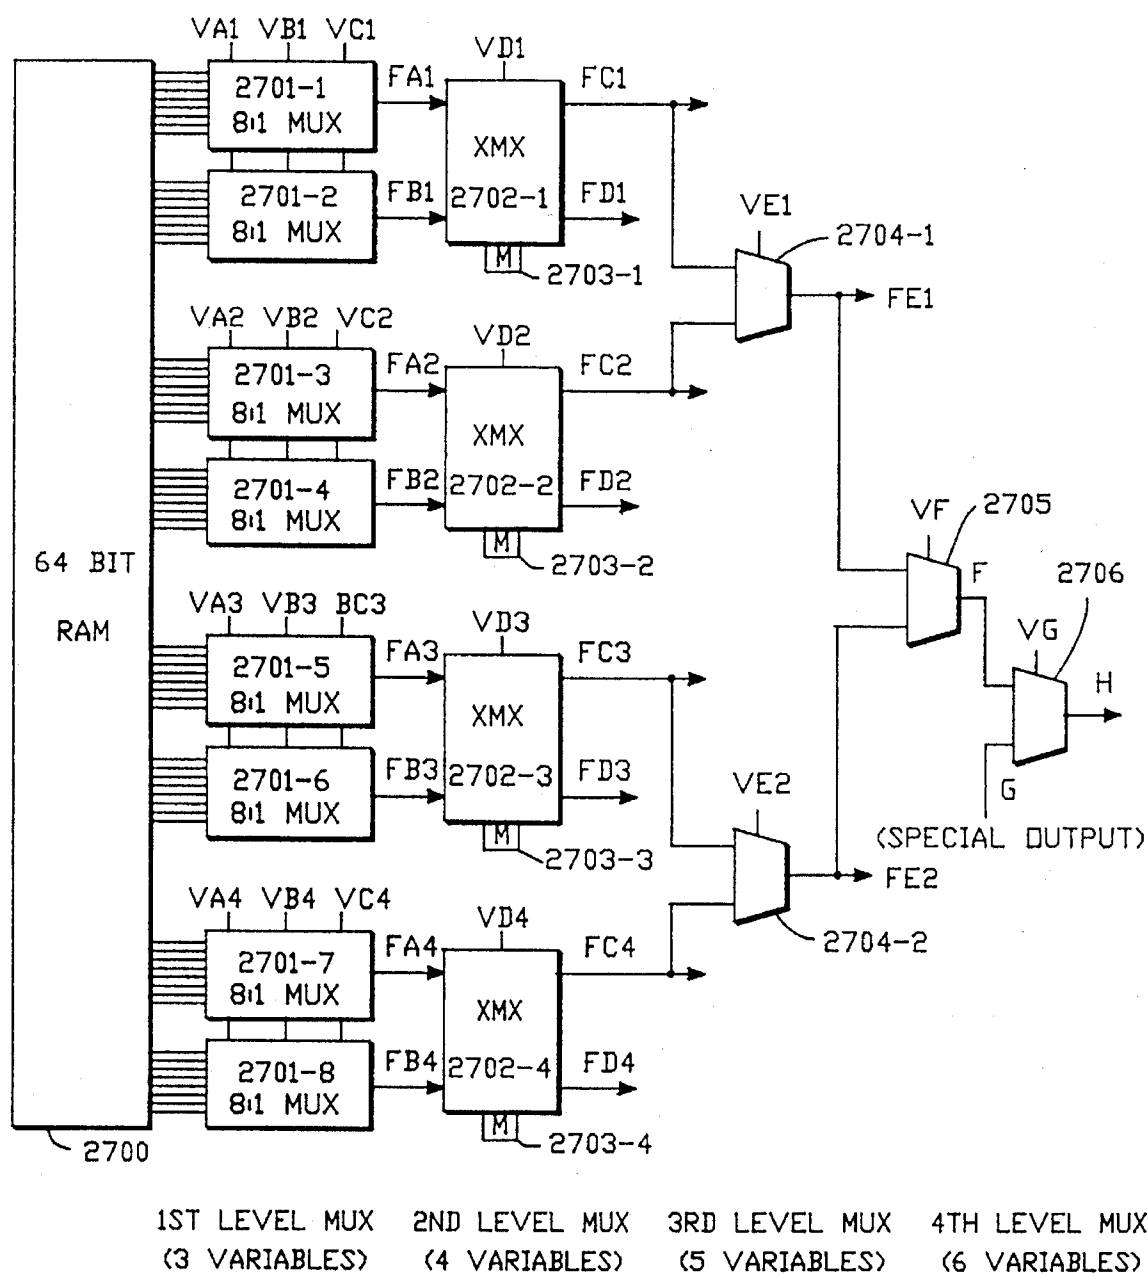 VA1 VB1 VC1
2701-1
8:1 MUX
FA1
VD1
FC1
XMX
2702-1
2701-2
8:1 MUX
FB1
FD1
M
2703-1
VE1
2704-1
FE1
VA2 VB2 VC2
2701-3
8:1 MUX
FA2
VD2
FC2
XMX
2702-2
2701-4
8:1 MUX
FB2
FD2
M
2703-2
64 BIT
RAM
VF
2705
F
2706
VG
H
G
(SPECIAL OUTPUT)
VA3 VB3 BC3
2701-5
8:1 MUX
FA3
VD3
FC3
XMX
2702-3
2701-6
8:1 MUX
FB3
FD3
M
2703-3
VE2
FE2
2704-2
VA4 VB4 VC4
2701-7
8:1 MUX
FA4
VD4
FC4
XMX
2702-4
2701-8
8:1 MUX
FB4
FD4
M
2703-4
2700
1ST LEVEL MUX 2ND LEVEL MUX 3RD LEVEL MUX 4TH LEVEL MUX
(3 VARIABLES) (4 VARIABLES) (5 VARIABLES) (6 VARIABLES)